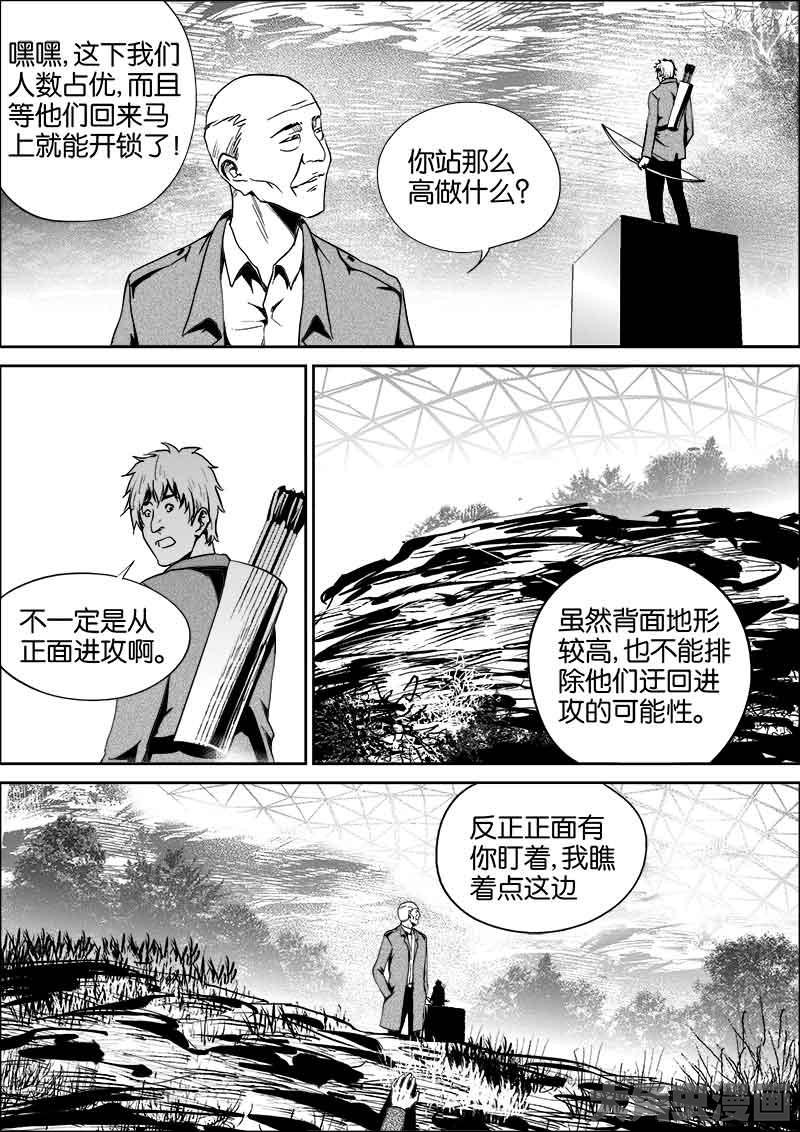 嘿嘿，这下我们
人数占优，而且
等他们回来马
上就能开锁了！
你站那么
高做什么？
不一定是从
正面进攻啊。
虽然背面地形
较高，也不能排
除他们迂回进
攻的可能性。
反正正面有
你盯着，我瞧
着点这边
漫画